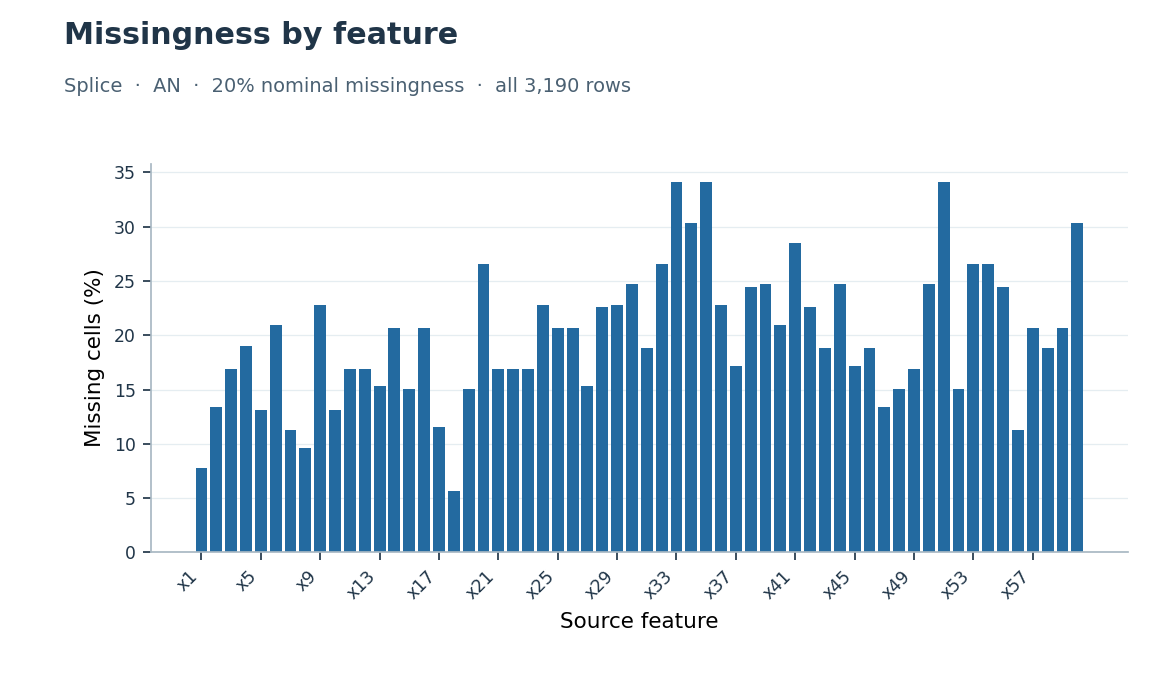 Missingness by feature
Splice · AN · 20% nominal missingness · all 3,190 rows
Missing cells (%)
35
30
25
20
15
10
5
0
x1 x5 x9 x13 x17 x21 x25 x29 x33 x37 x41 x45 x49 x53 x57
Source feature